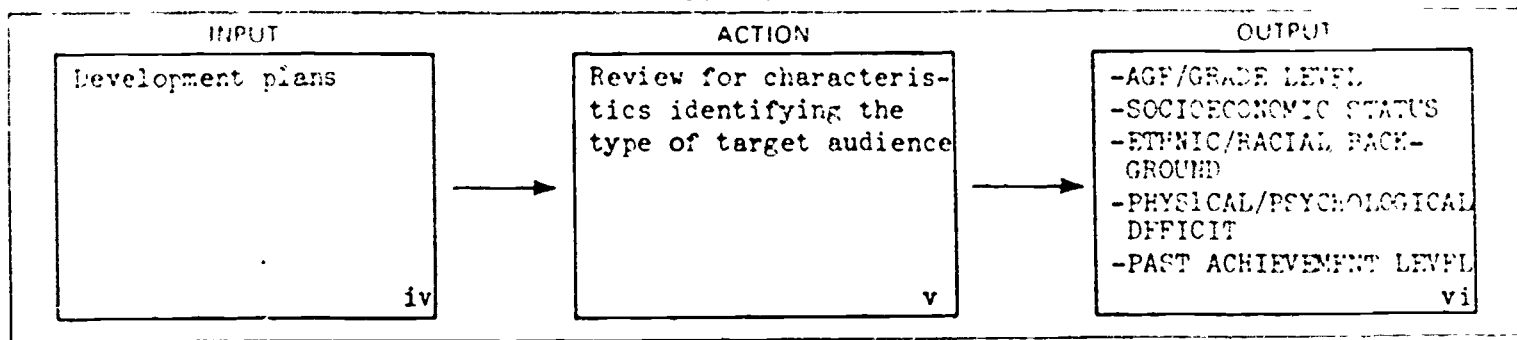 INPUT
Development plans
iv
ACTION
Review for characteris-
tics identifying the
type of target audience
v
OUTPUT
-AGE/GRADE LEVEL
-SOCIOECONOMIC STATUS
-ETHNIC/RACIAL BACK-
GROUND
-PHYSICAL/PSYCHOLOGICAL
DEFICIT
-PAST ACHIEVEMENT LEVEL
vi